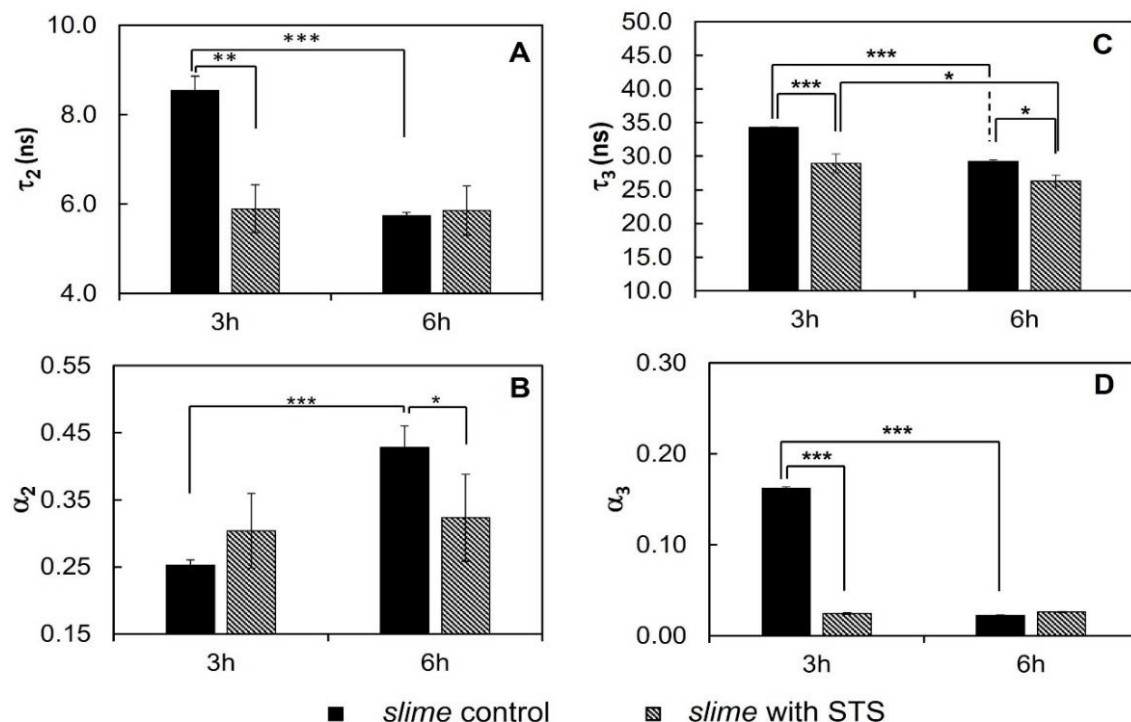 A
τ2 (ns)
10.0
8.0
6.0
4.0
***
**
3h
6h
C
τ3 (ns)
50.0
45.0
40.0
35.0
30.0
25.0
20.0
15.0
10.0
***
***
*
*
3h
6h
B
α2
0.55
0.45
0.35
0.25
0.15
***
*
3h
6h
D
α3
0.30
0.20
0.10
0.00
***
***
3h
6h
slime control
slime with STS